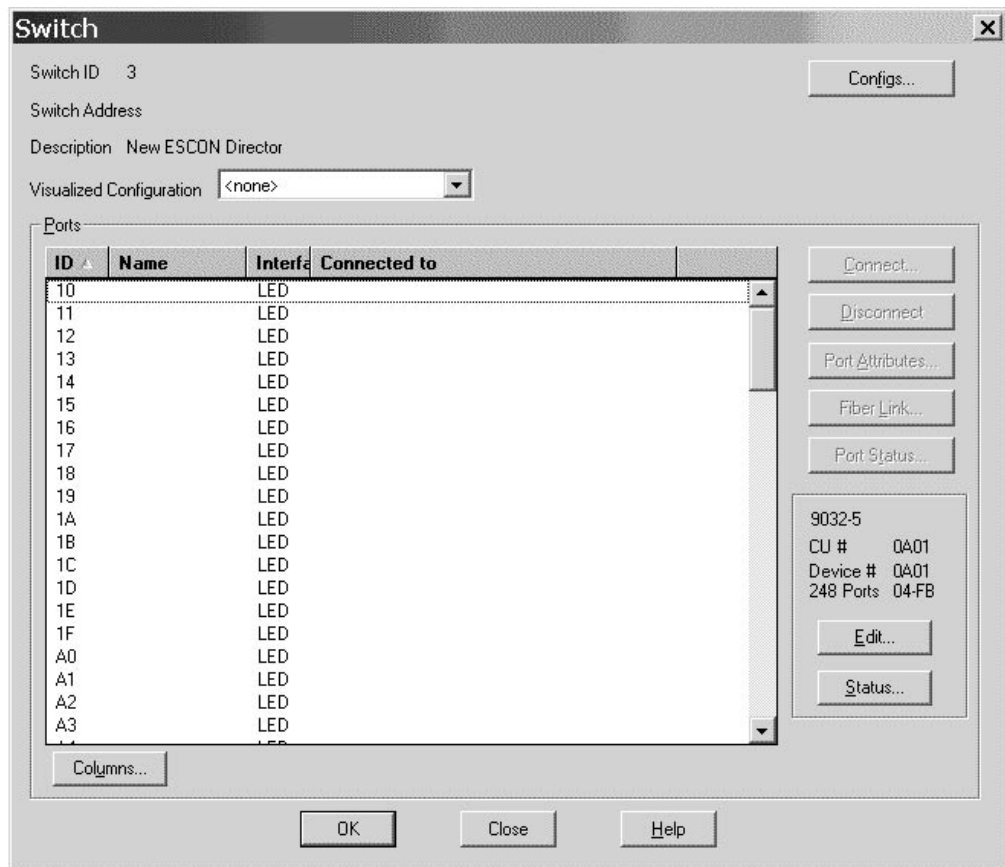 Switch
Switch ID 3
Configs...
Switch Address
Description New ESCON Director
Visualized Configuration <none>
Ports
ID Name Interfa Connected to
10 LED
11 LED
12 LED
13 LED
14 LED
15 LED
16 LED
17 LED
18 LED
19 LED
1A LED
1B LED
1C LED
1D LED
1E LED
1F LED
A0 LED
A1 LED
A2 LED
A3 LED
Connect...
Disconnect
Port Attributes...
Fiber Link...
Port Status...
9032-5
CU # 0A01
Device # 0A01
248 Ports 04-FB
Edit...
Status...
Columns...
OK Close Help